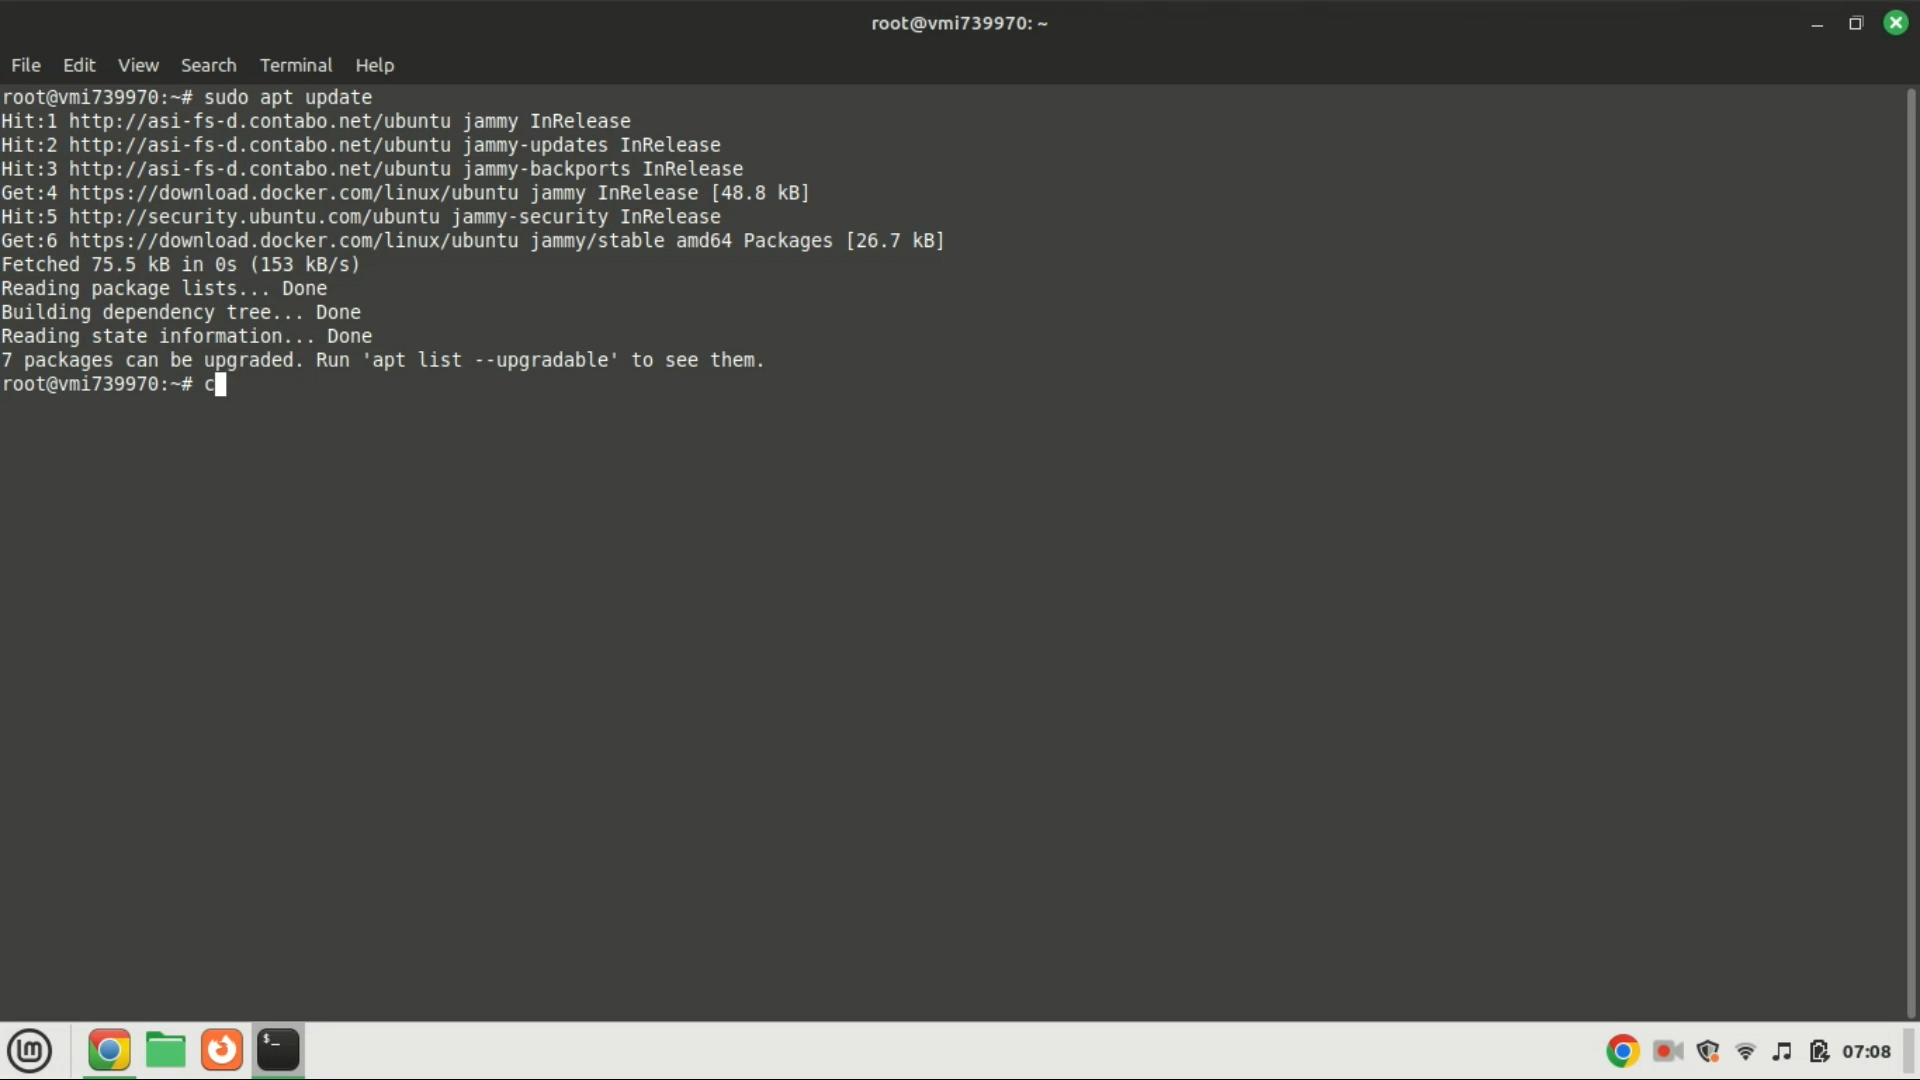 root@vmi739970: ~
File Edit View Search Terminal Help
root@vmi739970:~# sudo apt update
Hit:1 http://asi-fs-d.contabo.net/ubuntu jammy InRelease
Hit:2 http://asi-fs-d.contabo.net/ubuntu jammy-updates InRelease
Hit:3 http://asi-fs-d.contabo.net/ubuntu jammy-backports InRelease
Get:4 https://download.docker.com/linux/ubuntu jammy InRelease [48.8 kB]
Hit:5 http://security.ubuntu.com/ubuntu jammy-security InRelease
Get:6 https://download.docker.com/linux/ubuntu jammy/stable amd64 Packages [26.7 kB]
Fetched 75.5 kB in 0s (153 kB/s)
Reading package lists... Done
Building dependency tree... Done
Reading state information... Done
7 packages can be upgraded. Run 'apt list --upgradable' to see them.
root@vmi739970:~# c
$_
07:08